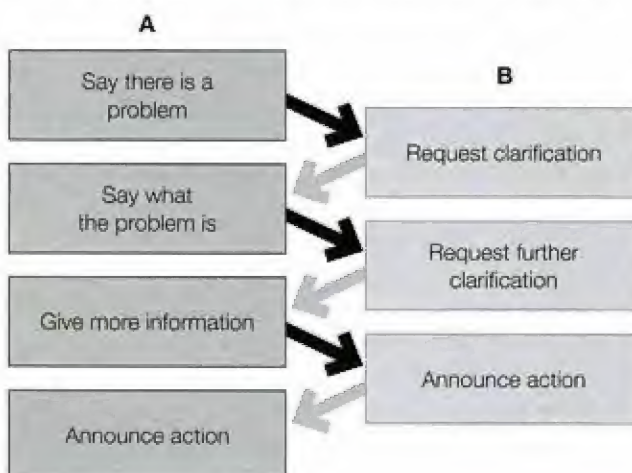 A
Say there is a
problem
B
Request clarification
Say what
the problem is
Request further
clarification
Give more information
Announce action
Announce action